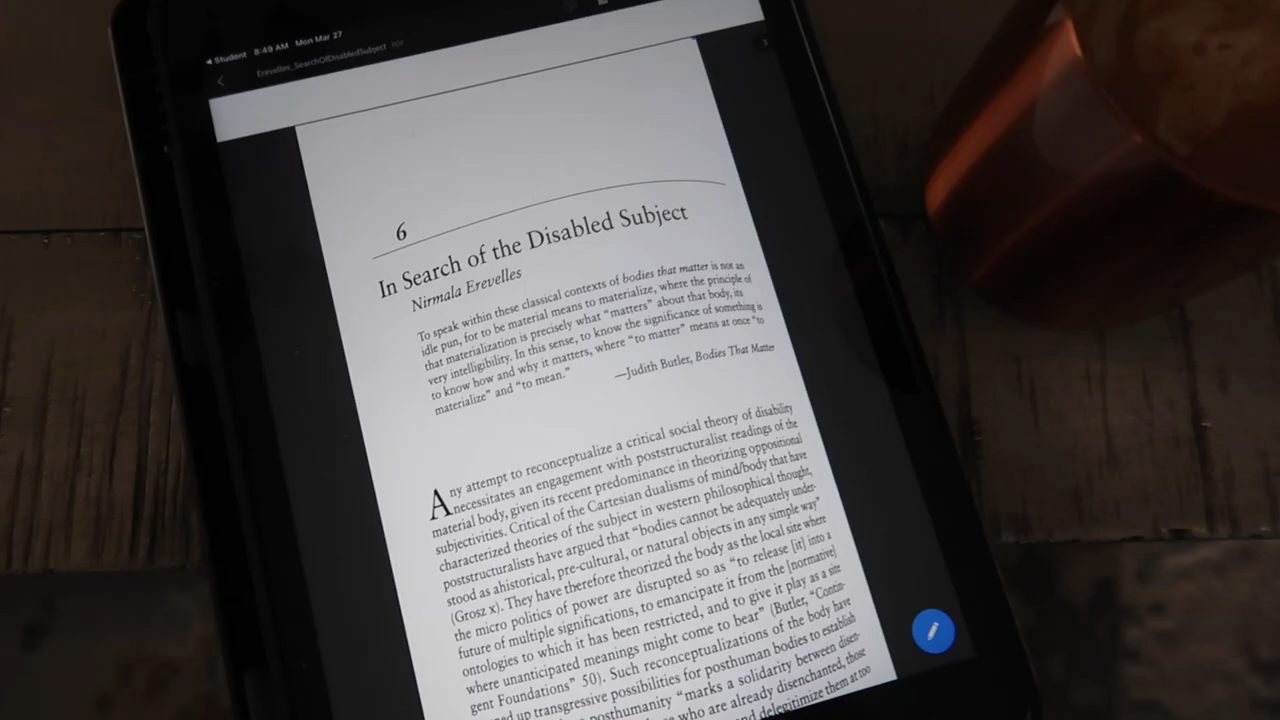 ◀ Student 8:49 AM Mon Mar 27
Erevelles_SearchOfDisabledSubject PDF
6
In Search of the Disabled Subject
Nirmala Erevelles
To speak within these classical contexts of bodies that matter is not an
idle pun, for to be material means to materialize, where the principle of
that materialization is precisely what “matters” about that body, its
very intelligibility. In this sense, to know the significance of something is
to know how and why it matters, where “to matter” means at once “to
materialize” and “to mean.”
—Judith Butler, Bodies That Matter
Any attempt to reconceptualize a critical social theory of disability
necessitates an engagement with poststructuralist readings of the
material body, given its recent predominance in theorizing oppositional
subjectivities. Critical of the Cartesian dualisms of mind/body that have
characterized theories of the subject in western philosophical thought,
poststructuralists have argued that “bodies cannot be adequately under-
stood as ahistorical, pre-cultural, or natural objects in any simple way”
(Grosz x). They have therefore theorized the body as the local site where
the micro politics of power are disrupted so as “to release [it] into a
future of multiple significations, to emancipate it from the [normative]
ontologies to which it has been restricted, and to give it play as a site
where unanticipated meanings might come to bear” (Butler, “Contin-
gent Foundations” 50). Such reconceptualizations of the body have
up transgressive possibilities for posthuman bodies to establish
posthumanity “marks a solidarity between disen-
who are already disenchanted, those
and delegitimize them at too